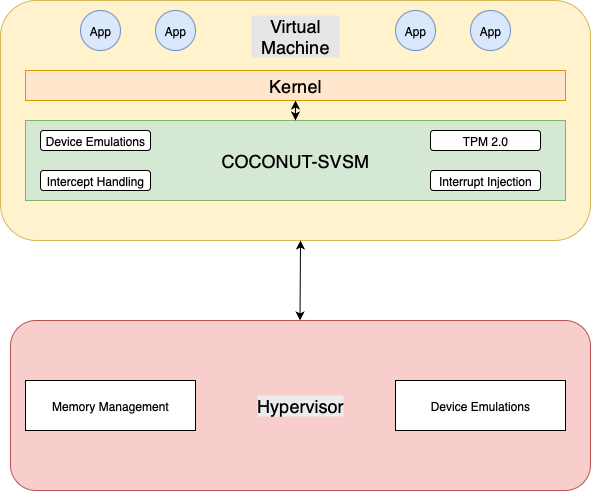 App
App
Virtual
Machine
App
App
Kernel
Device Emulations
TPM 2.0
COCONUT-SVSM
Intercept Handling
Interrupt Injection
Memory Management
Hypervisor
Device Emulations